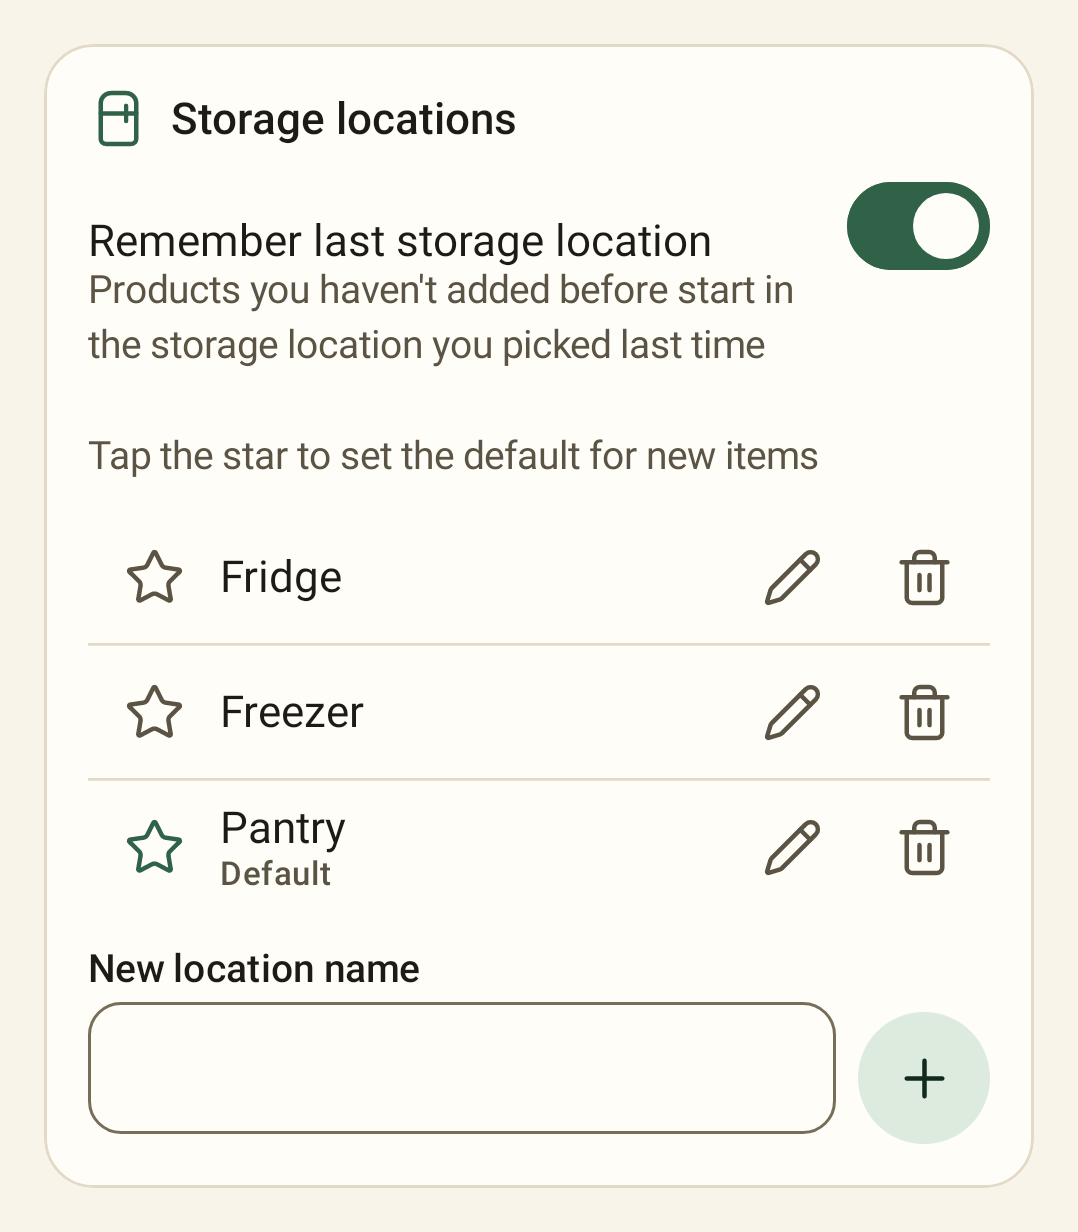 Storage locations
Remember last storage location
Products you haven't added before start in
the storage location you picked last time
Tap the star to set the default for new items
Fridge
Freezer
Pantry
Default
New location name